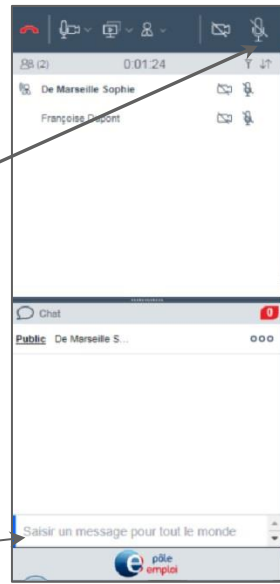 (2) 0:01:24
De Marseille Sophie
Françoise Dupont
Chat 0
Public De Marseille S...
Saisir un message pour tout le monde
pôle
emploi